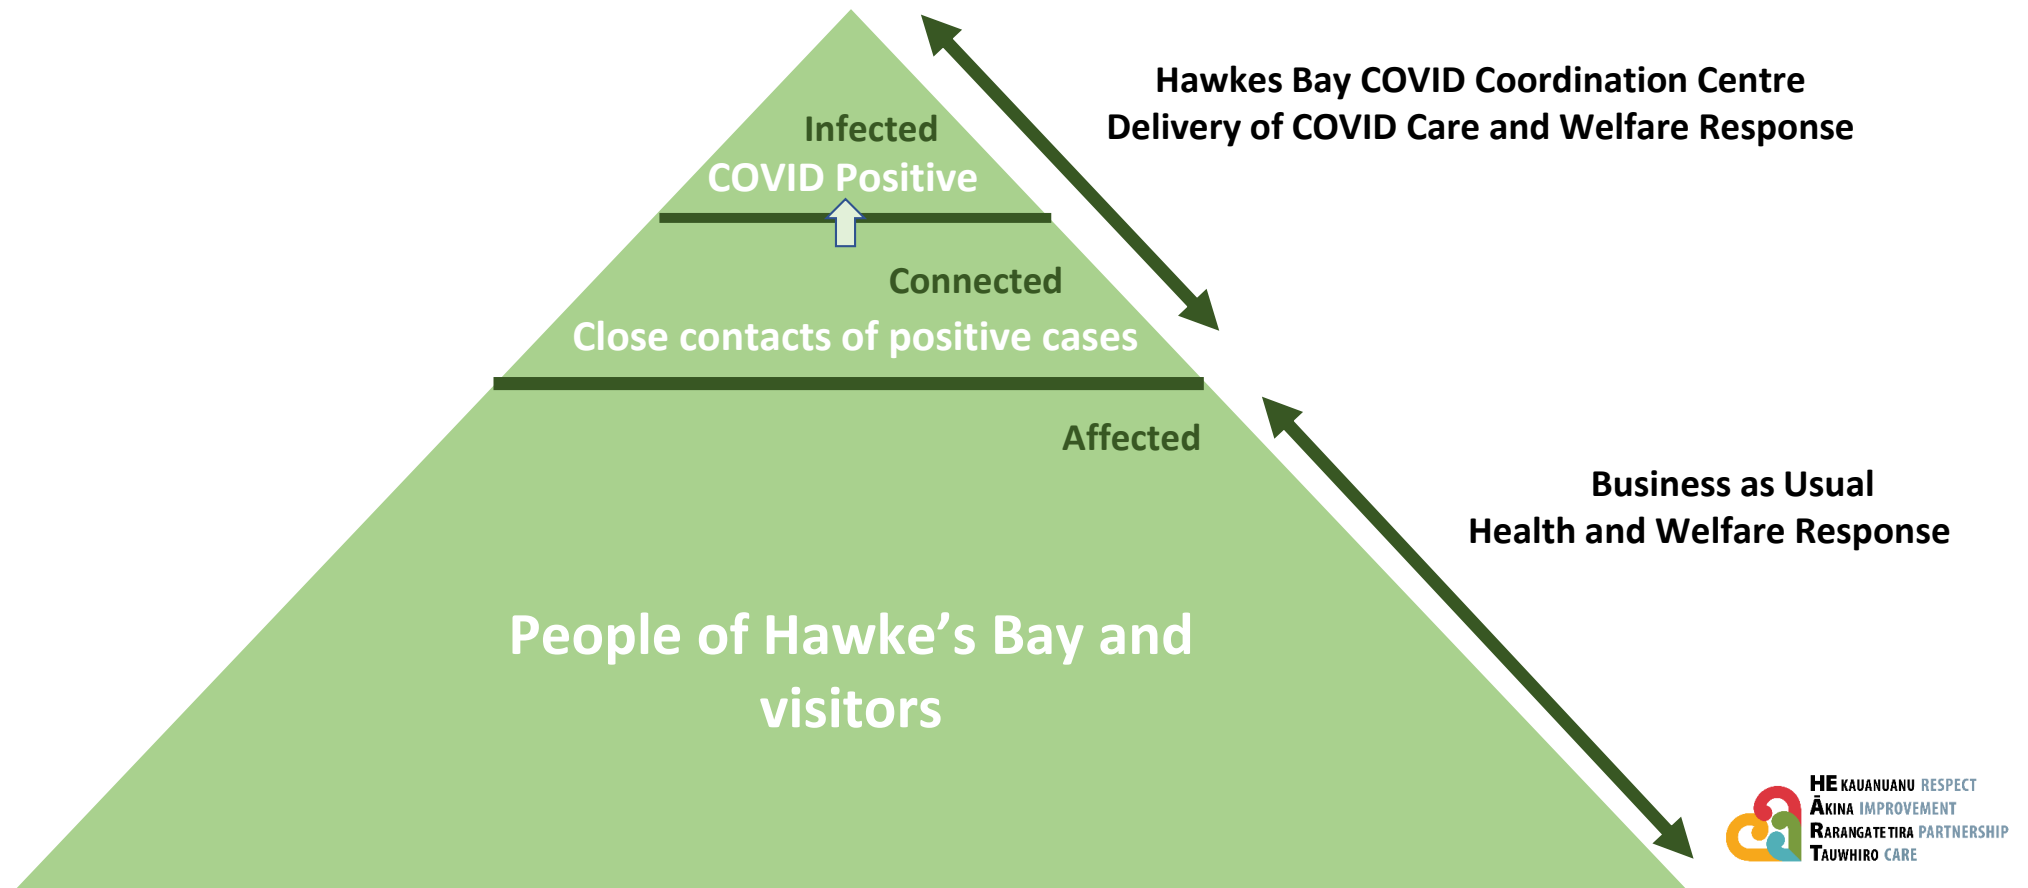 Hawkes Bay COVID Coordination Centre
Delivery of COVID Care and Welfare Response
Infected
COVID Positive
Connected
Close contacts of positive cases
Affected
Business as Usual
Health and Welfare Response
People of Hawke’s Bay and
visitors
HE KAUANUANU RESPECT
ĀKINA IMPROVEMENT
RARANGATETIRA PARTNERSHIP
TAUWHIRO CARE